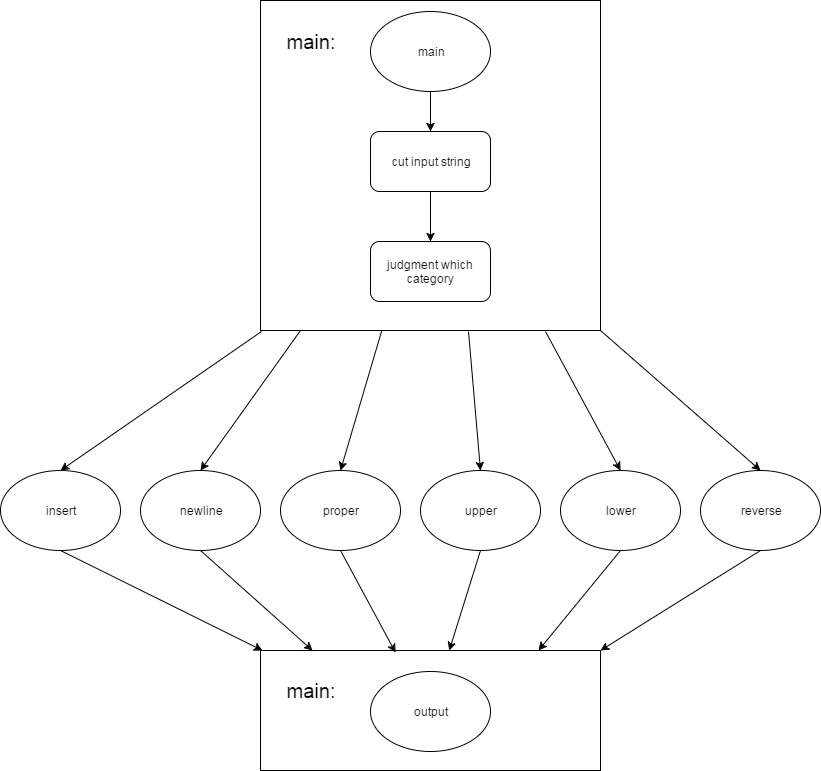 main:
main
cut input string
judgment which
category
insert
newline
proper
upper
lower
reverse
main:
output